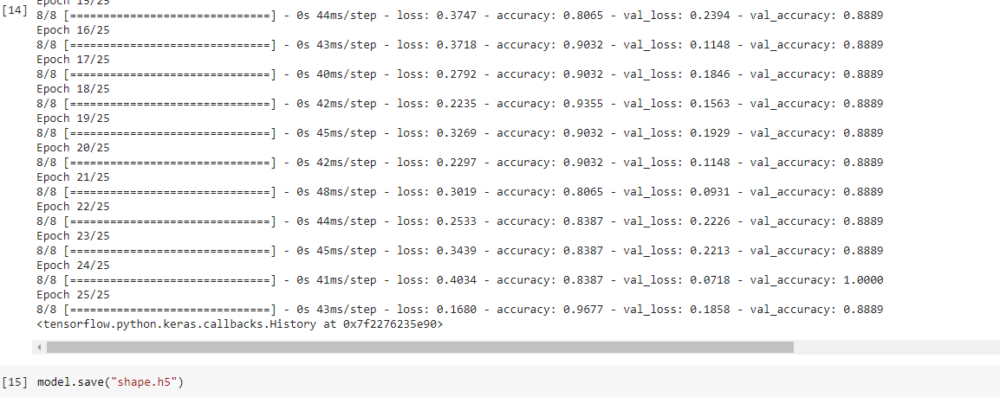 Epoch 15/25
[14] 8/8 [==============================] - 0s 44ms/step - loss: 0.3747 - accuracy: 0.8065 - val_loss: 0.2394 - val_accuracy: 0.8889
Epoch 16/25
8/8 [==============================] - 0s 43ms/step - loss: 0.3718 - accuracy: 0.9032 - val_loss: 0.1148 - val_accuracy: 0.8889
Epoch 17/25
8/8 [==============================] - 0s 40ms/step - loss: 0.2792 - accuracy: 0.9032 - val_loss: 0.1846 - val_accuracy: 0.8889
Epoch 18/25
8/8 [==============================] - 0s 42ms/step - loss: 0.2235 - accuracy: 0.9355 - val_loss: 0.1563 - val_accuracy: 0.8889
Epoch 19/25
8/8 [==============================] - 0s 45ms/step - loss: 0.3269 - accuracy: 0.9032 - val_loss: 0.1929 - val_accuracy: 0.8889
Epoch 20/25
8/8 [==============================] - 0s 42ms/step - loss: 0.2297 - accuracy: 0.9032 - val_loss: 0.1148 - val_accuracy: 0.8889
Epoch 21/25
8/8 [==============================] - 0s 48ms/step - loss: 0.3019 - accuracy: 0.8065 - val_loss: 0.0931 - val_accuracy: 0.8889
Epoch 22/25
8/8 [==============================] - 0s 44ms/step - loss: 0.2533 - accuracy: 0.8387 - val_loss: 0.2226 - val_accuracy: 0.8889
Epoch 23/25
8/8 [==============================] - 0s 45ms/step - loss: 0.3439 - accuracy: 0.8387 - val_loss: 0.2213 - val_accuracy: 0.8889
Epoch 24/25
8/8 [==============================] - 0s 41ms/step - loss: 0.4034 - accuracy: 0.8387 - val_loss: 0.0718 - val_accuracy: 1.0000
Epoch 25/25
8/8 [==============================] - 0s 43ms/step - loss: 0.1680 - accuracy: 0.9677 - val_loss: 0.1858 - val_accuracy: 0.8889
<tensorflow.python.keras.callbacks.History at 0x7f2276235e90>
[15] model.save("shape.h5")